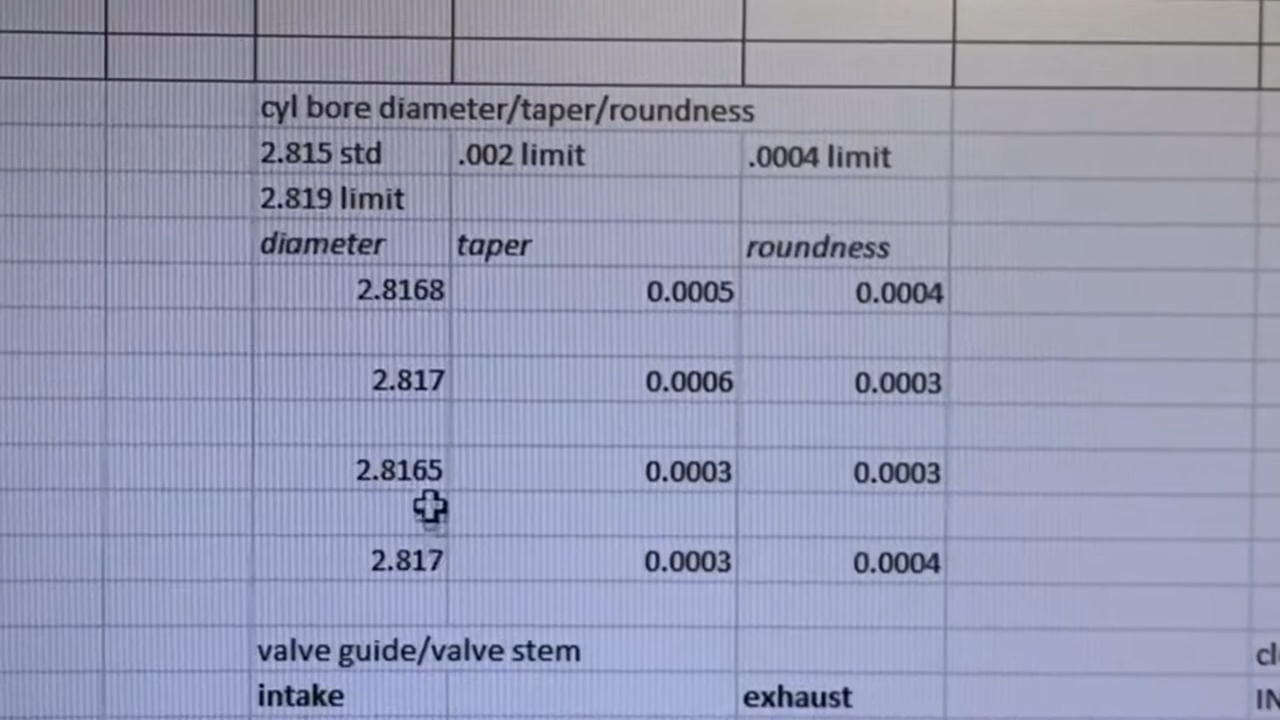 cyl bore diameter/taper/roundness
2.815 std .002 limit .0004 limit
2.819 limit
diameter taper roundness
2.8168 0.0005 0.0004
2.817 0.0006 0.0003
2.8165 0.0003 0.0003
2.817 0.0003 0.0004
valve guide/valve stem
intake exhaust